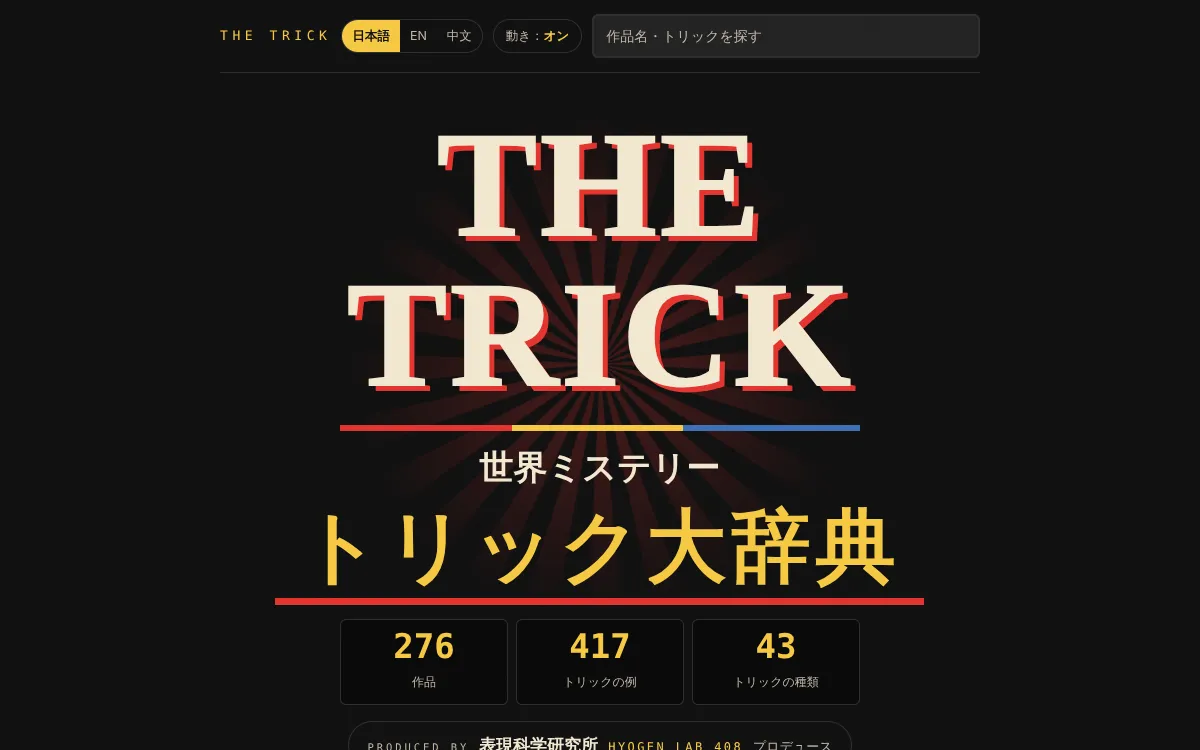 THE TRICK 日本語 EN 中文 動き：オン 作品名・トリックを探す
THE
TRICK
世界ミステリー
トリック大辞典
276 417 43
作品 トリックの例 トリックの種類
PRODUCED BY 表現科学研究所 HYOGEN LAB 408 プロデュース